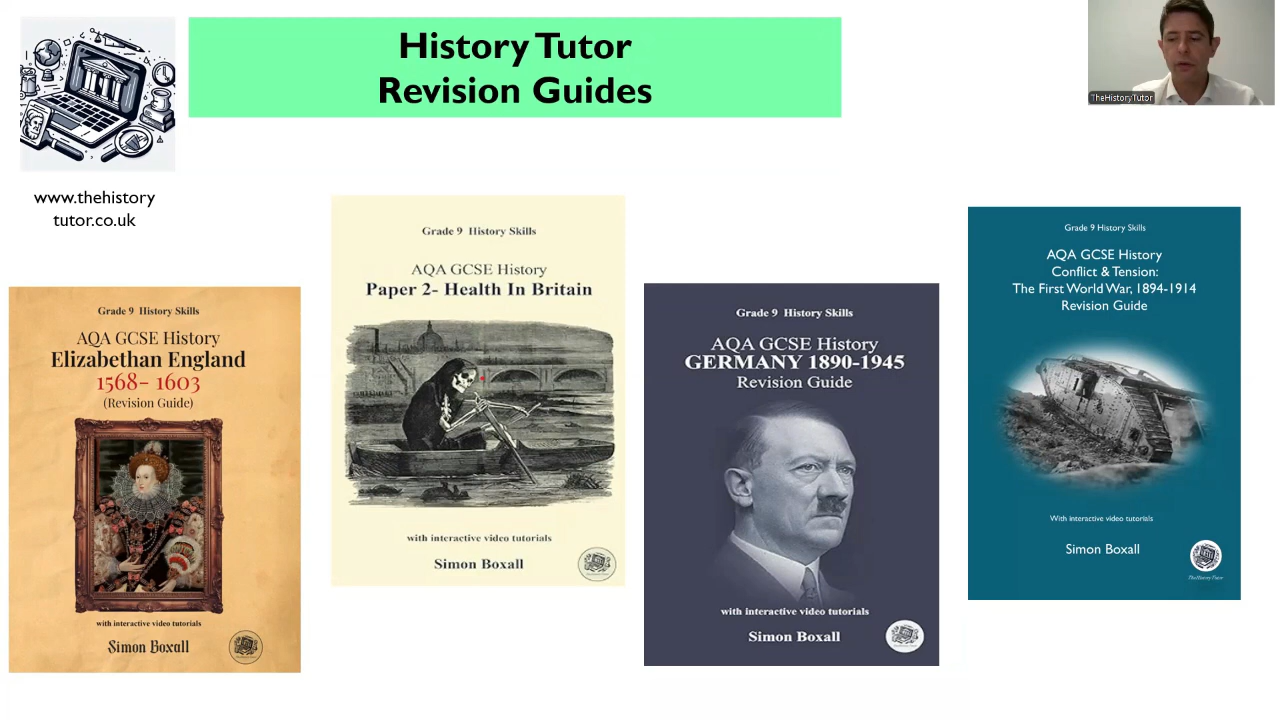 History Tutor
Revision Guides
TheHistoryTutor
www.thehistory
tutor.co.uk
Grade 9 History Skills
AQA GCSE History
Elizabethan England
1568- 1603
(Revision Guide)
with interactive video tutorials
Simon Boxall
Grade 9 History Skills
AQA GCSE History
Paper 2- Health In Britain
with interactive video tutorials
Simon Boxall
Grade 9 History Skills
AQA GCSE History
GERMANY 1890-1945
Revision Guide
with interactive video tutorials
Simon Boxall
Grade 9 History Skills
AQA GCSE History
Conflict & Tension:
The First World War, 1894-1914
Revision Guide
With interactive video tutorials
Simon Boxall
TheHistory Tutor